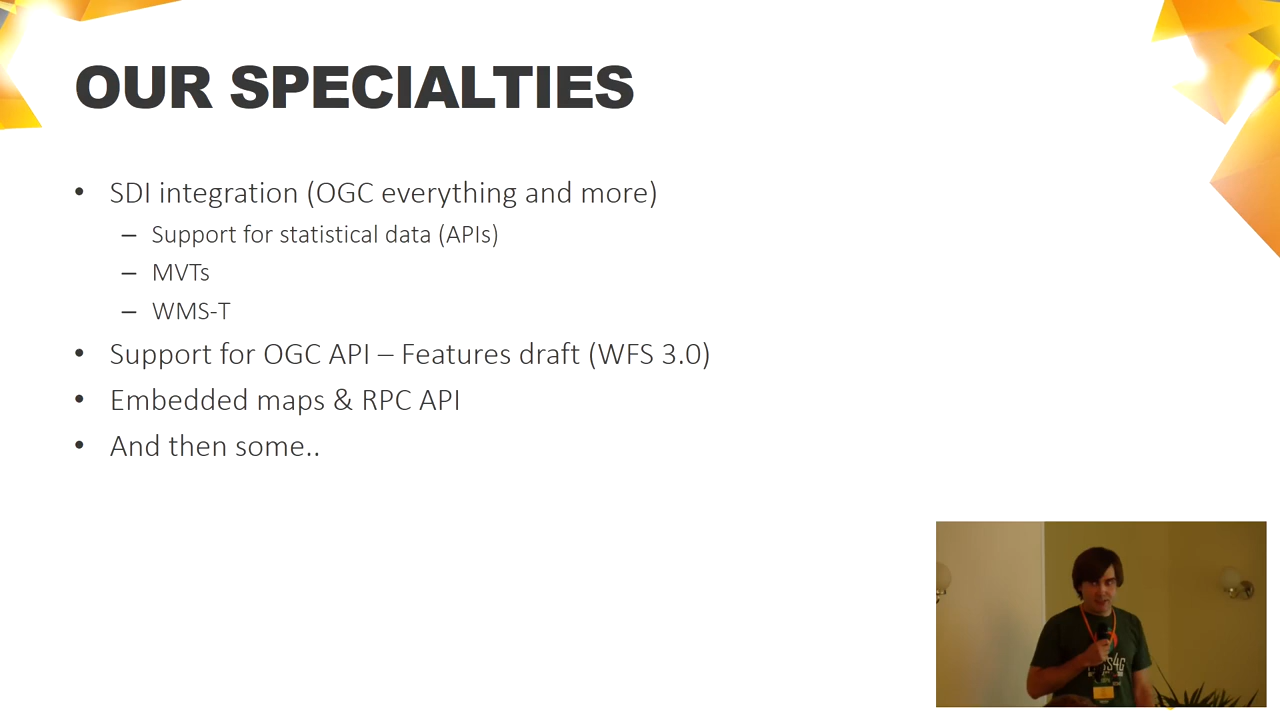 OUR SPECIALTIES
• SDI integration (OGC everything and more)
– Support for statistical data (APIs)
– MVTs
– WMS-T
• Support for OGC API – Features draft (WFS 3.0)
• Embedded maps & RPC API
• And then some..